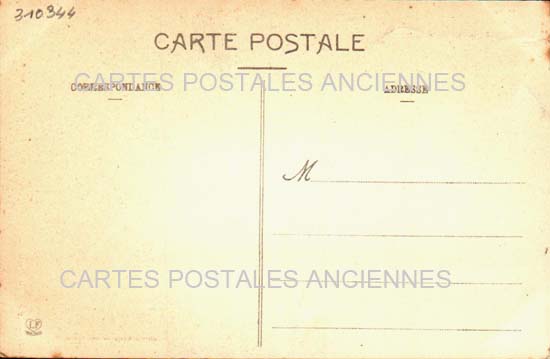 310344
CARTE POSTALE
CARTES POSTALES ANCIENNES
CORRESPONDANCE
ADRESSE
M
CARTES POSTALES ANCIENNES